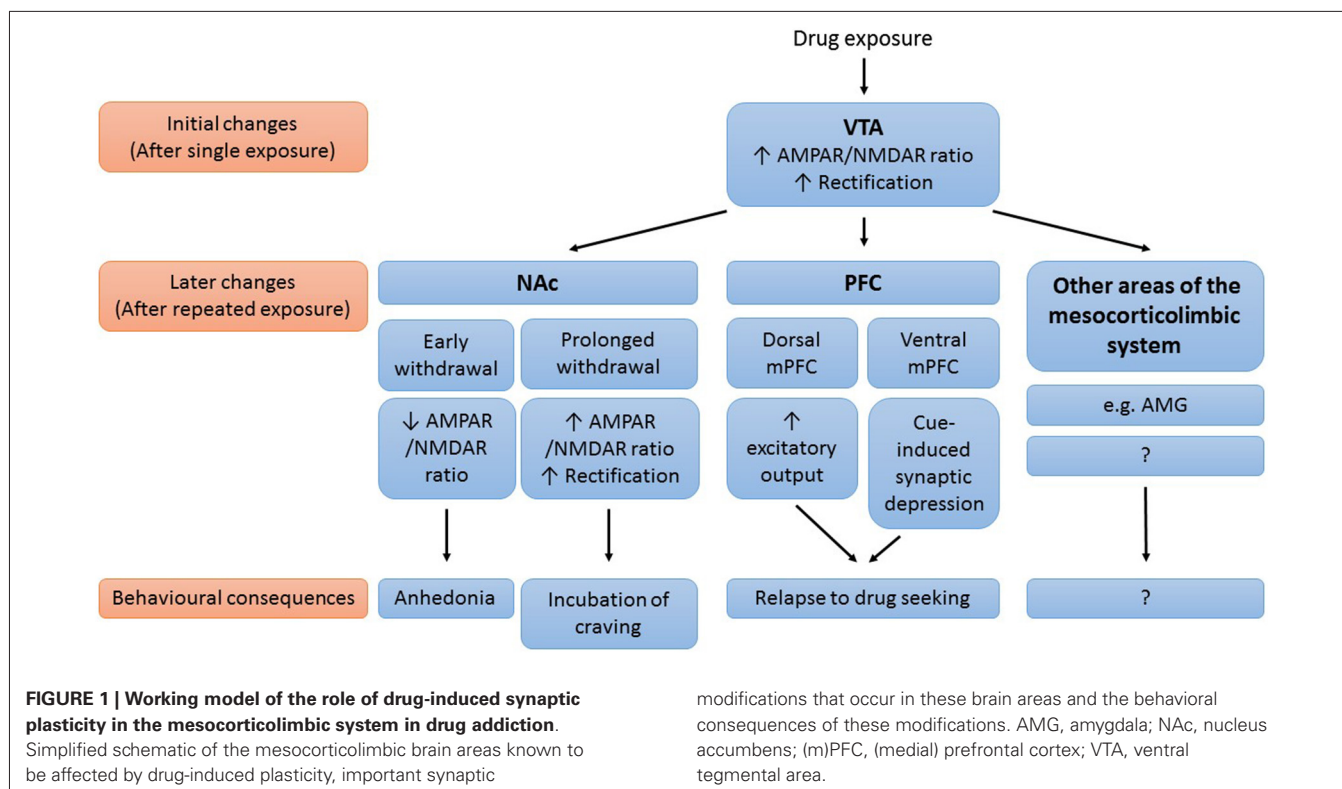 Drug exposure
Initial changes
(After single exposure)
VTA
↑ AMPAR/NMDAR ratio
↑ Rectification
Later changes
(After repeated exposure)
NAc
Early
withdrawal
Prolonged
withdrawal
↓ AMPAR
/NMDAR
ratio
↑ AMPAR
/NMDAR ratio
↑ Rectification
PFC
Dorsal
mPFC
Ventral
mPFC
↑
excitatory
output
Cue-
induced
synaptic
depression
Other areas of the
mesocorticolimbic
system
e.g. AMG
?
Behavioural consequences
Anhedonia
Incubation of
craving
Relapse to drug seeking
?
FIGURE 1 | Working model of the role of drug-induced synaptic
plasticity in the mesocorticolimbic system in drug addiction.
Simplified schematic of the mesocorticolimbic brain areas known to
be affected by drug-induced plasticity, important synaptic
modifications that occur in these brain areas and the behavioral
consequences of these modifications. AMG, amygdala; NAc, nucleus
accumbens; (m)PFC, (medial) prefrontal cortex; VTA, ventral
tegmental area.